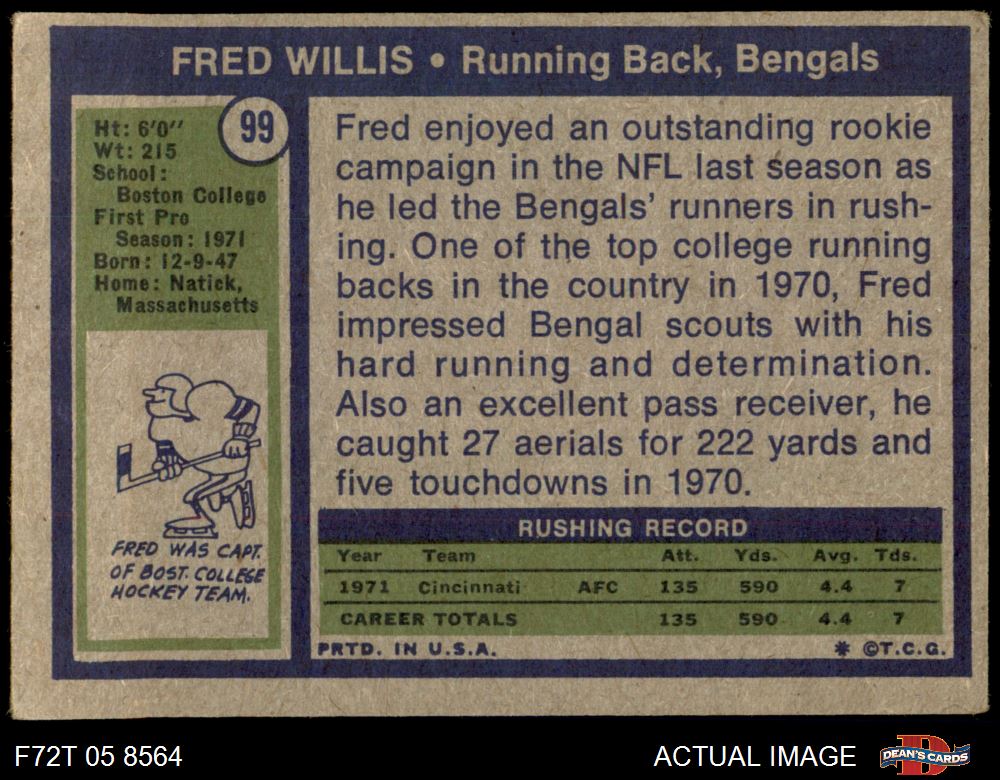 FRED WILLIS • Running Back, Bengals
99
Ht: 6'0"
Wt: 215
School:
Boston College
First Pro
Season: 1971
Born: 12-9-47
Home: Natick,
Massachusetts
FRED WAS CAPT.
OF BOST. COLLEGE
HOCKEY TEAM.
Fred enjoyed an outstanding rookie
campaign in the NFL last season as
he led the Bengals' runners in rush-
ing. One of the top college running
backs in the country in 1970, Fred
impressed Bengal scouts with his
hard running and determination.
Also an excellent pass receiver, he
caught 27 aerials for 222 yards and
five touchdowns in 1970.
RUSHING RECORD
Year Team Att. Yds. Avg. Tds.
1971 Cincinnati AFC 135 590 4.4 7
CAREER TOTALS 135 590 4.4 7
PRTD. IN U.S.A. * ©T.C.G.
F72T 05 8564 ACTUAL IMAGE DEAN'S CARDS